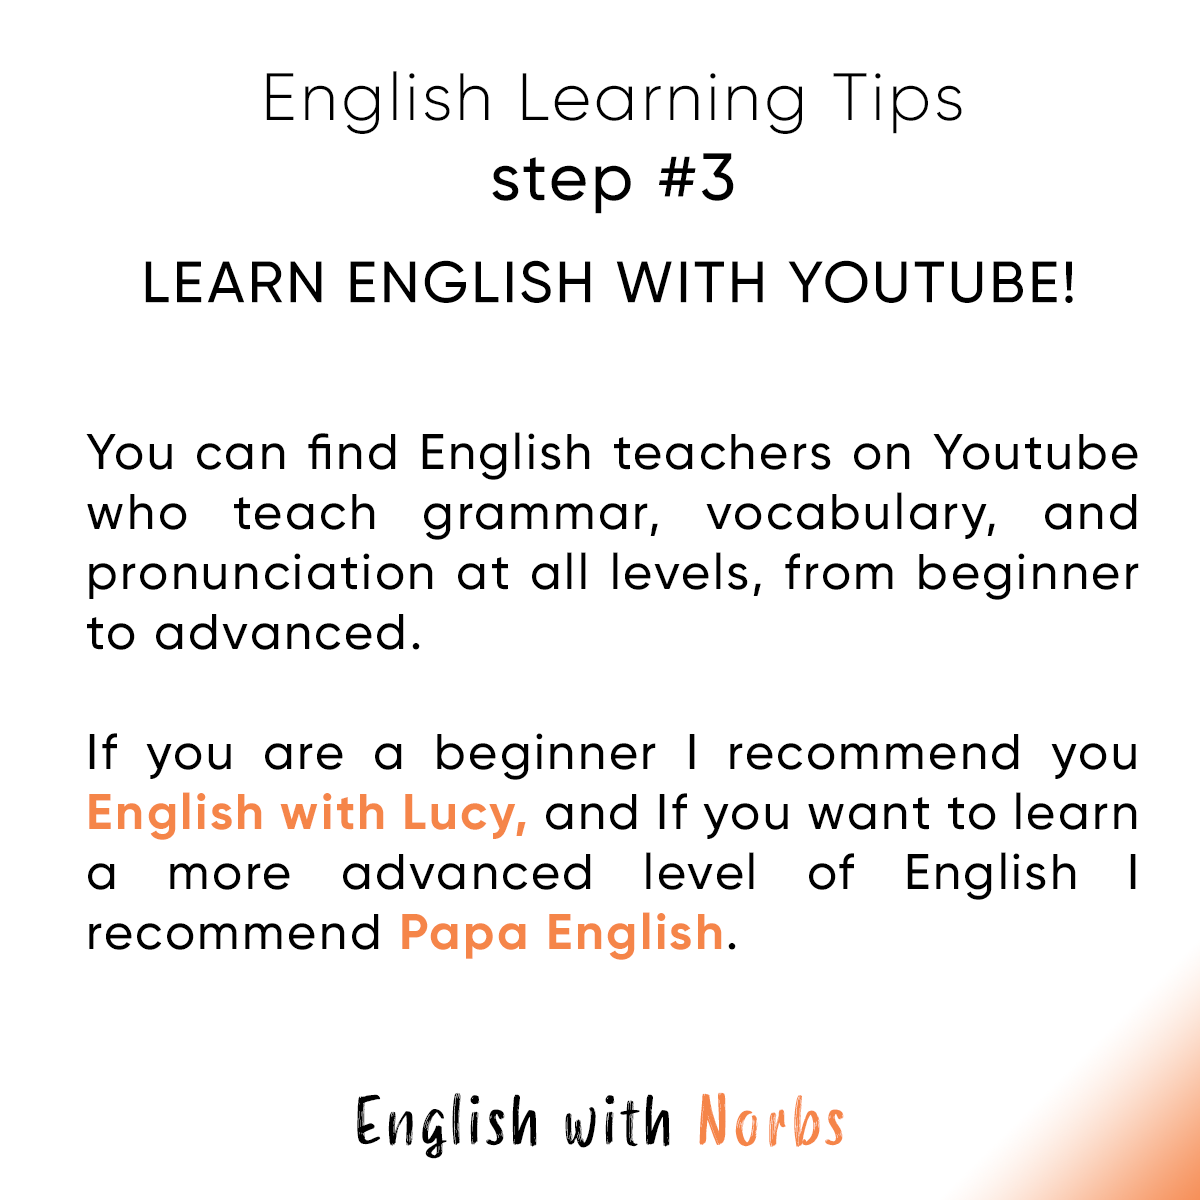 English Learning Tips
step #3
LEARN ENGLISH WITH YOUTUBE!
You can find English teachers on Youtube
who teach grammar, vocabulary, and
pronunciation at all levels, from beginner
to advanced.
If you are a beginner I recommend you
English with Lucy, and If you want to learn
a more advanced level of English I
recommend Papa English.
English with Norbs